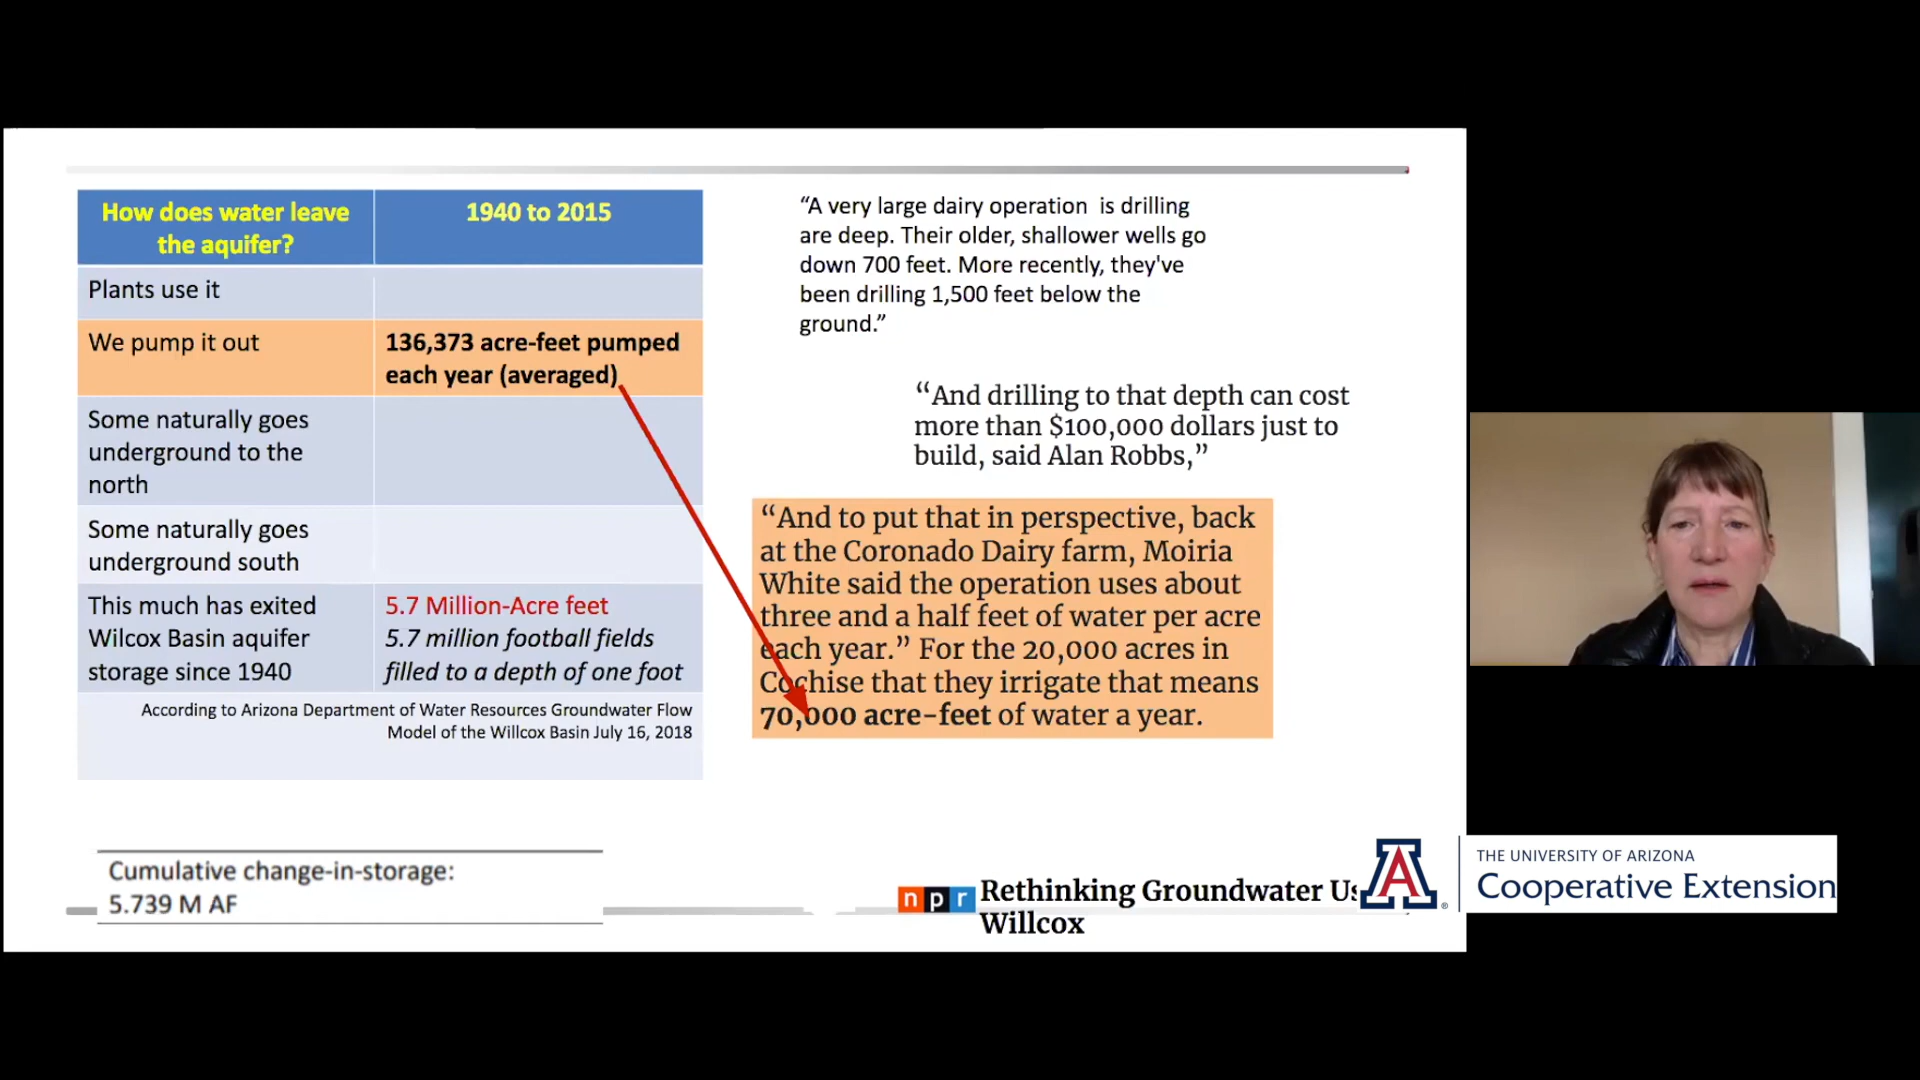 How does water leave
the aquifer?
1940 to 2015
Plants use it
We pump it out
136,373 acre-feet pumped
each year (averaged)
Some naturally goes
underground to the
north
Some naturally goes
underground south
This much has exited
Wilcox Basin aquifer
storage since 1940
5.7 Million-Acre feet
5.7 million football fields
filled to a depth of one foot
According to Arizona Department of Water Resources Groundwater Flow
Model of the Willcox Basin July 16, 2018
Cumulative change-in-storage:
5.739 M AF
“A very large dairy operation is drilling
are deep. Their older, shallower wells go
down 700 feet. More recently, they've
been drilling 1,500 feet below the
ground.”
“And drilling to that depth can cost
more than $100,000 dollars just to
build, said Alan Robbs,”
“And to put that in perspective, back
at the Coronado Dairy farm, Moiria
White said the operation uses about
three and a half feet of water per acre
each year.” For the 20,000 acres in
Cochise that they irrigate that means
70,000 acre-feet of water a year.
npr
Rethinking Groundwater Us
Willcox
A
THE UNIVERSITY OF ARIZONA
Cooperative Extension